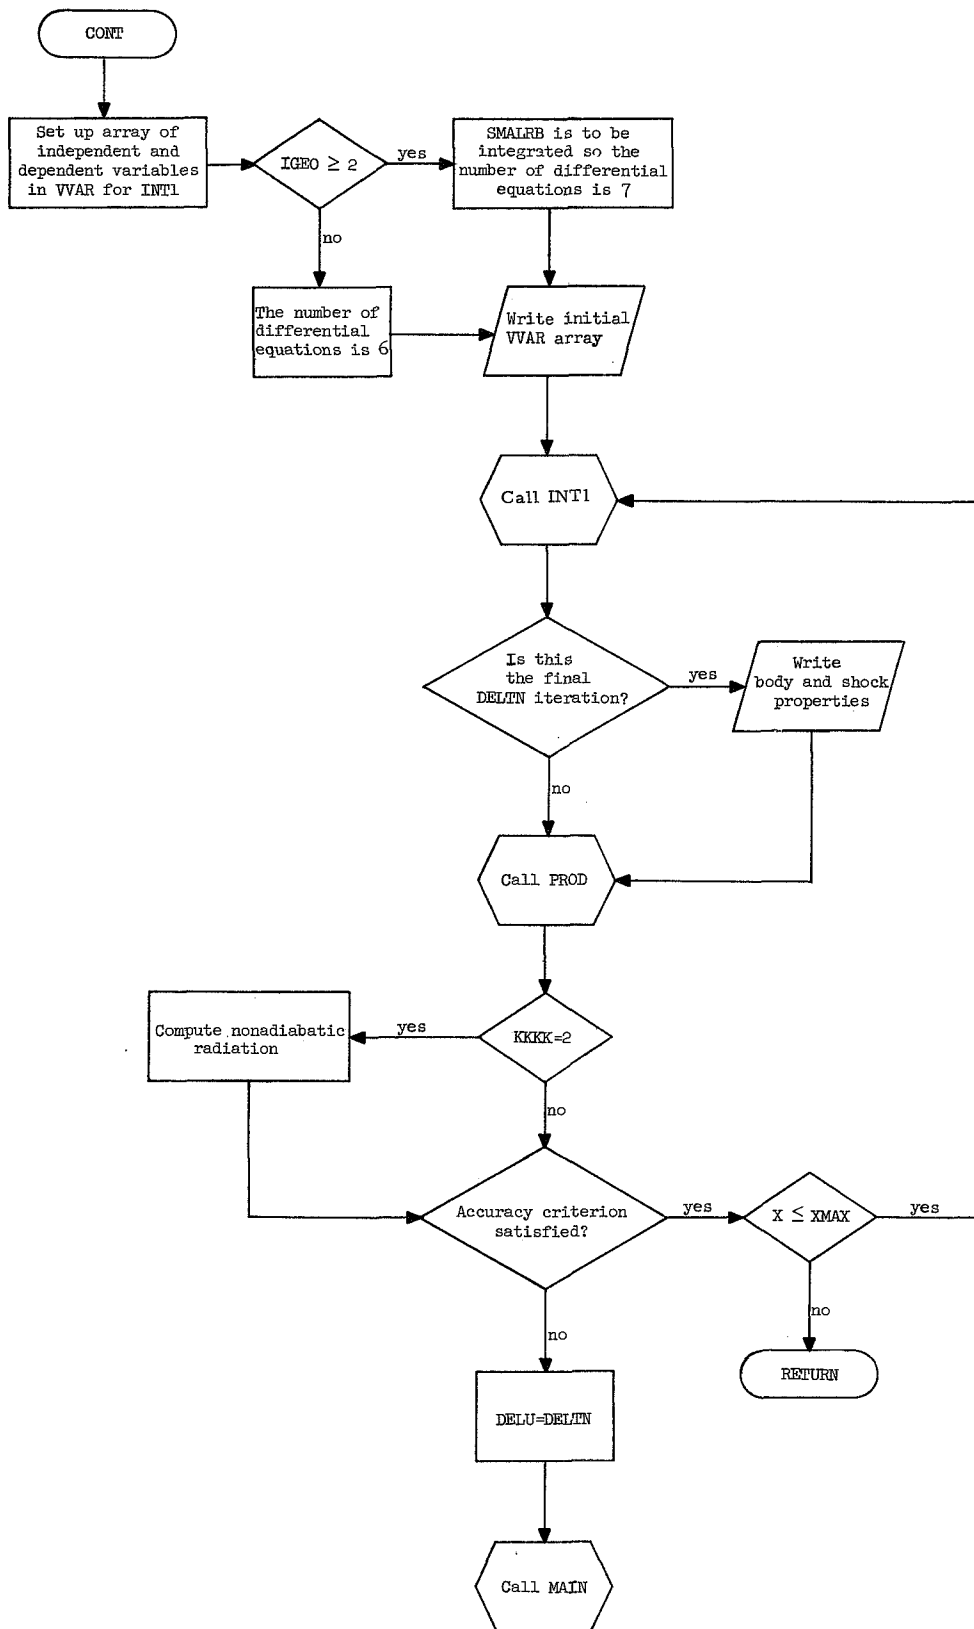 CONT
Set up array of
independent and
dependent variables
in VVAR for INT1
IGEO ≥ 2
yes
SMALRB is to be
integrated so the
number of differential
equations is 7
no
The number of
differential
equations is 6
Write initial
VVAR array
Call INT1
Is this
the final
DELTN iteration?
yes
Write
body and shock
properties
no
Call PROD
KKKK=2
yes
Compute nonadiabatic
radiation
no
Accuracy criterion
satisfied?
yes
X ≤ XMAX
yes
no
no
RETURN
DELU=DELTN
Call MAIN